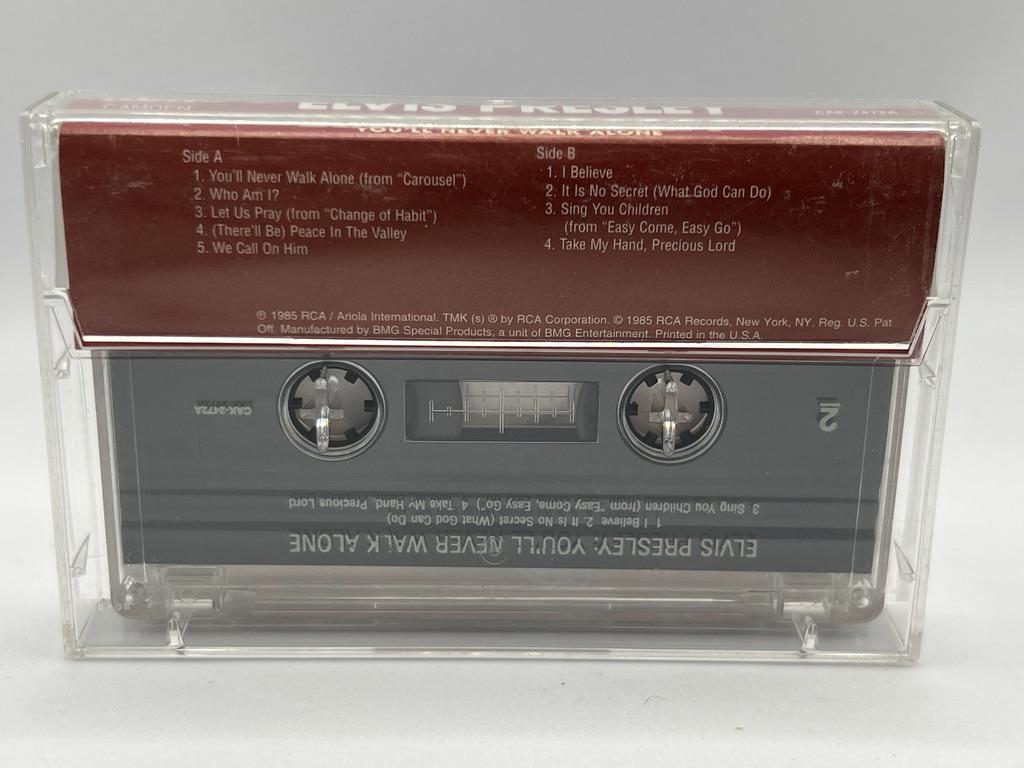 CAMDEN
ELVIS PRESLEY
CAK-2472A
YOU'LL NEVER WALK ALONE
Side A
1. You'll Never Walk Alone (from "Carousel")
2. Who Am I?
3. Let Us Pray (from "Change of Habit")
4. (There'll Be) Peace In The Valley
5. We Call On Him
Side B
1. I Believe
2. It Is No Secret (What God Can Do)
3. Sing You Children
(from "Easy Come, Easy Go")
4. Take My Hand, Precious Lord
℗ 1985 RCA / Ariola International. TMK (s) ® by RCA Corporation. © 1985 RCA Records, New York, NY. Reg. U.S. Pat
Off. Manufactured by BMG Special Products, a unit of BMG Entertainment. Printed in the U.S.A.
ELVIS PRESLEY: YOU'LL NEVER WALK ALONE
1 I Believe 2. It Is No Secret (What God Can Do)
3 Sing You Children (from "Easy Come, Easy Go") 4 Take My Hand, Precious Lord
2
CAK-2472A